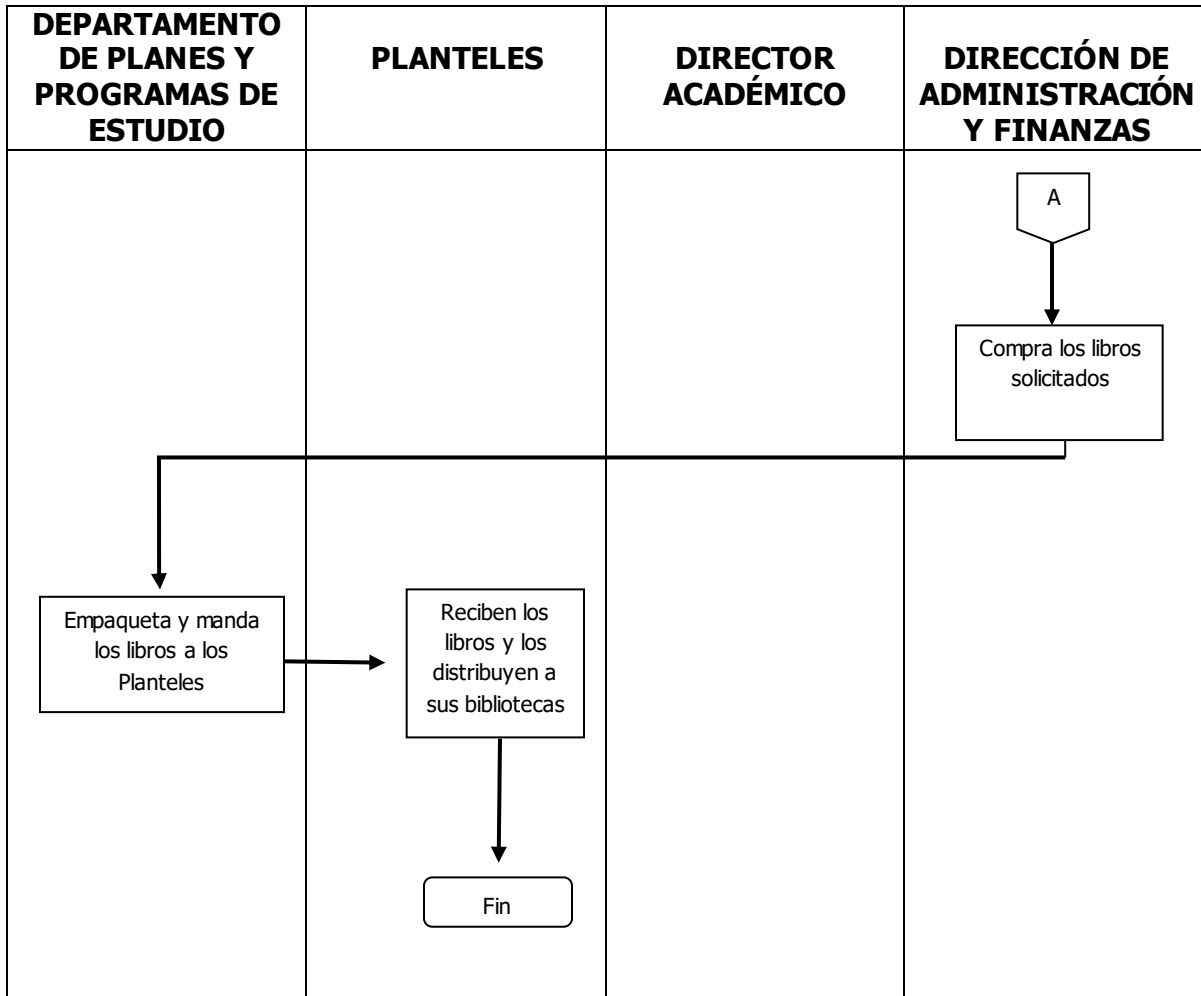 DEPARTAMENTO
DE PLANES Y
PROGRAMAS DE
ESTUDIO
PLANTELES
DIRECTOR
ACADÉMICO
DIRECCIÓN DE
ADMINISTRACIÓN
Y FINANZAS
A
Compra los libros
solicitados
Empaqueta y manda
los libros a los
Planteles
Reciben los
libros y los
distribuyen a
sus bibliotecas
Fin